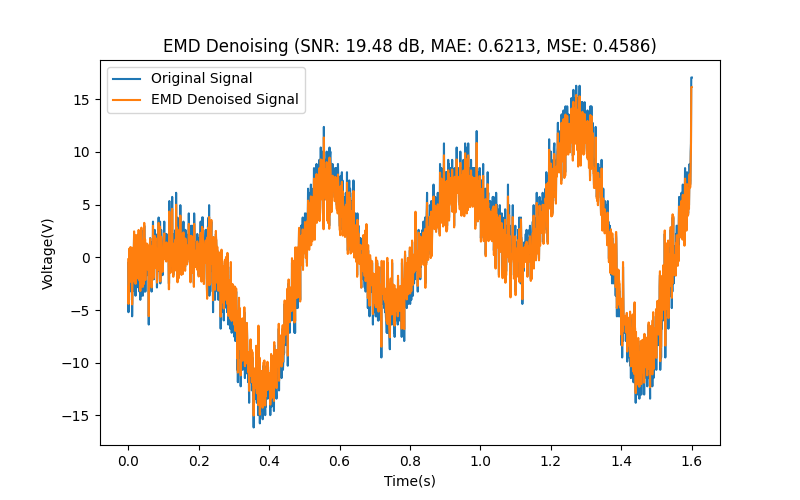 EMD Denoising (SNR: 19.48 dB, MAE: 0.6213, MSE: 0.4586)
Original Signal
EMD Denoised Signal
15
10
5
0
−5
−10
−15
Voltage(V)
0.0 0.2 0.4 0.6 0.8 1.0 1.2 1.4 1.6
Time(s)